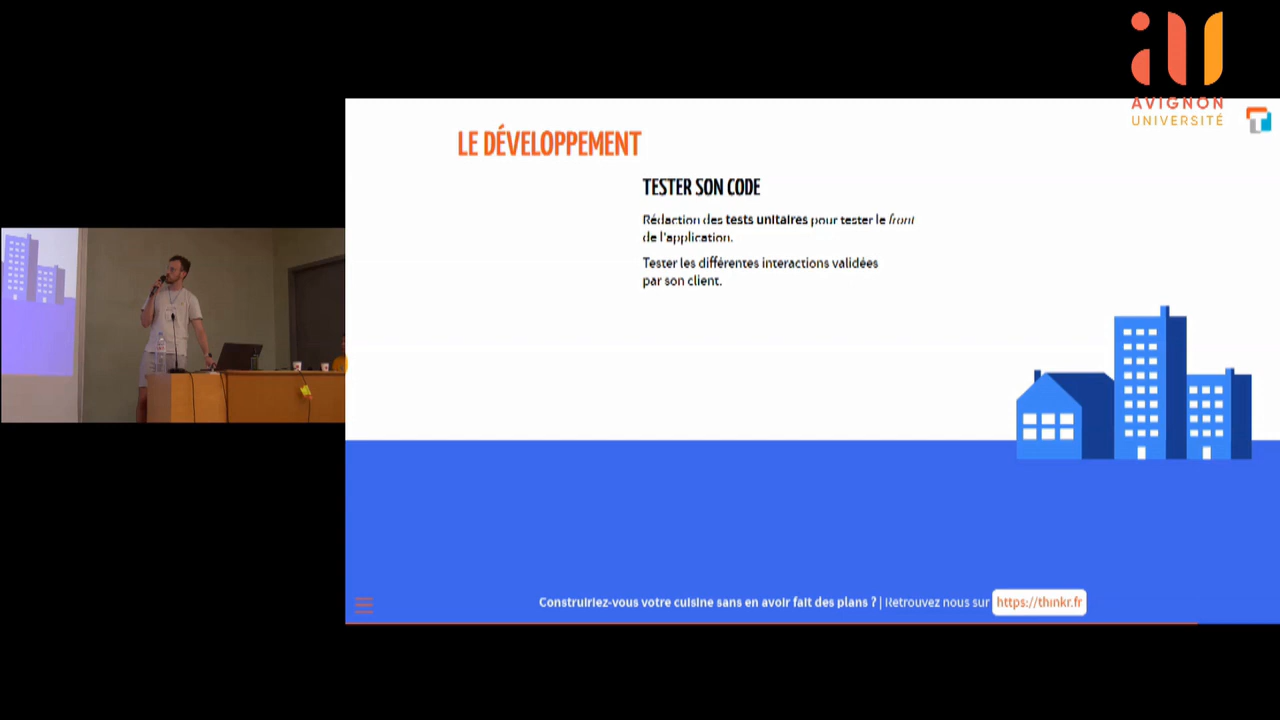 AVIGNON
UNIVERSITÉ
LE DÉVELOPPEMENT
TESTER SON CODE
Rédaction des tests unitaires pour tester le front
de l'application.
Tester les différentes interactions validées
par son client.
Construiriez-vous votre cuisine sans en avoir fait des plans ? | Retrouvez nous sur https://thinkr.fr